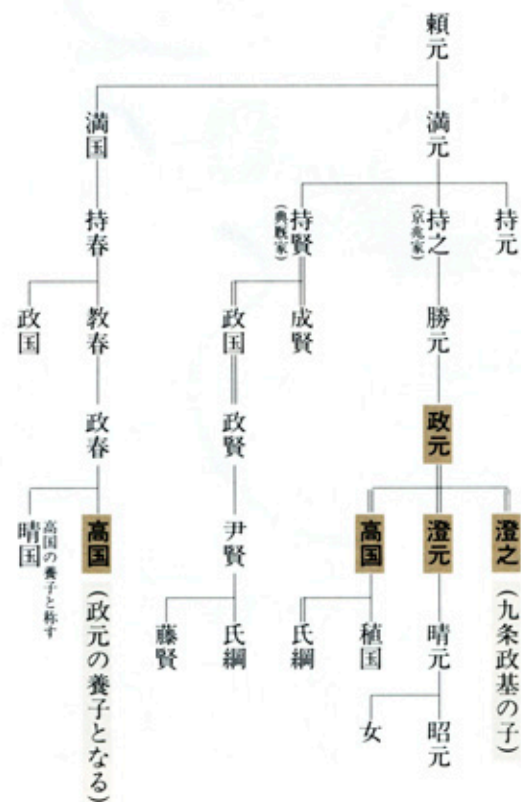 頼元
満元
満国
持元
持之
(京兆家)
持賢
(典厩家)
持春
勝元
成賢
政国
教春
政国
政元
政賢
政春
澄之
(九条政基の子)
澄元
高国
尹賢
高国
(政元の養子となる)
晴国
高国の養子と称す
晴元
稙国
氏綱
氏綱
藤賢
昭元
女